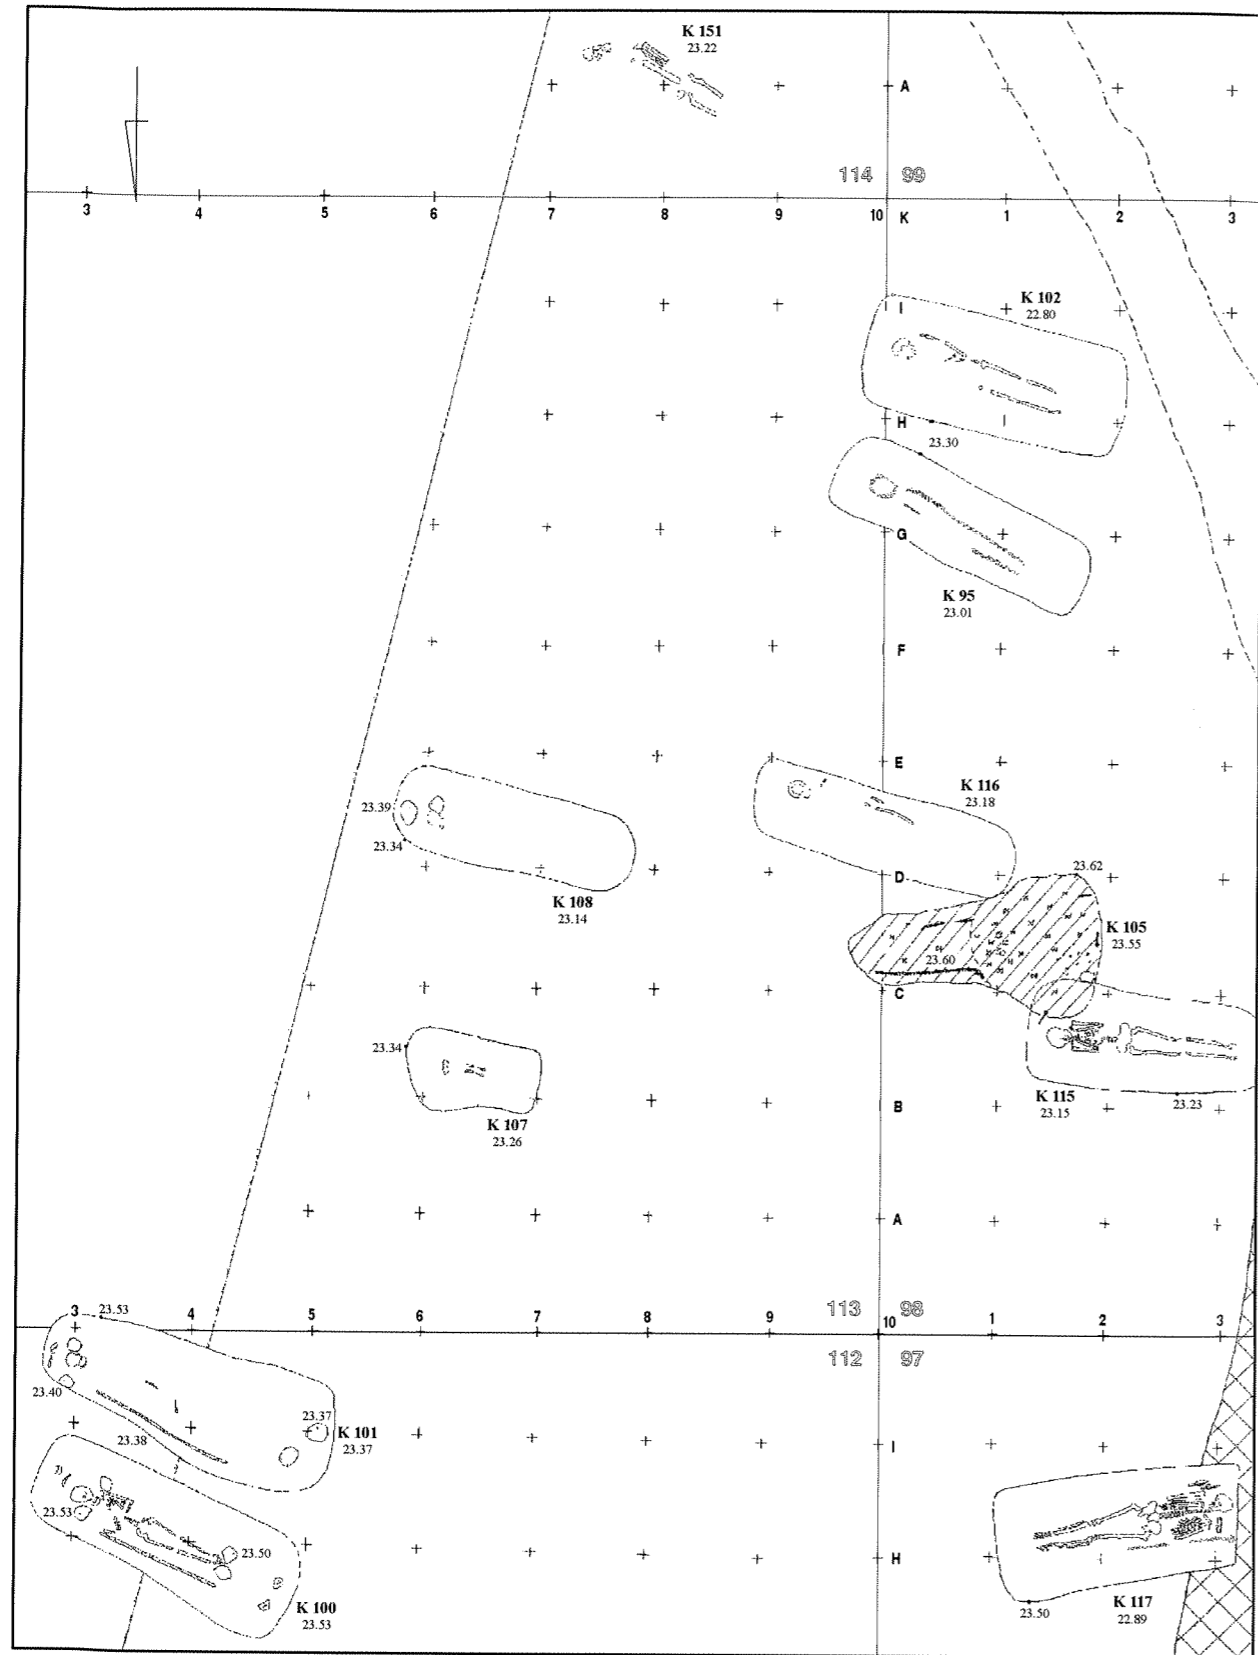 K 151
23.22
A
114 99
3 4 5 6 7 8 9 10 K 1 2 3
K 102
22.80
I
H
23.30
G
K 95
23.01
F
E
K 116
23.18
23.39
23.34
D
23.62
K 108
23.14
K 105
23.55
23.60
C
23.34
K 115
23.15
23.23
B
K 107
23.26
A
3 23.53 4 5 6 7 8 9 10 1 2 3
113 98
112 97
23.40
23.37
K 101
23.37
23.38
I
23.53
23.50
H
K 100
23.53
23.50
K 117
22.89